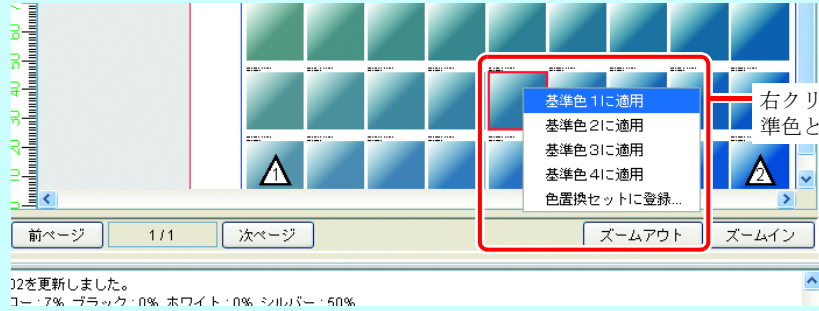 基準色1に適用
基準色2に適用
基準色3に適用
基準色4に適用
色置換セットに登録...
右クリ
準色と
1
2
前ページ
1/1
次ページ
ズームアウト
ズームイン
02を更新しました。
ロー:7% ブラック:0% ホワイト:0% シルバー:50%